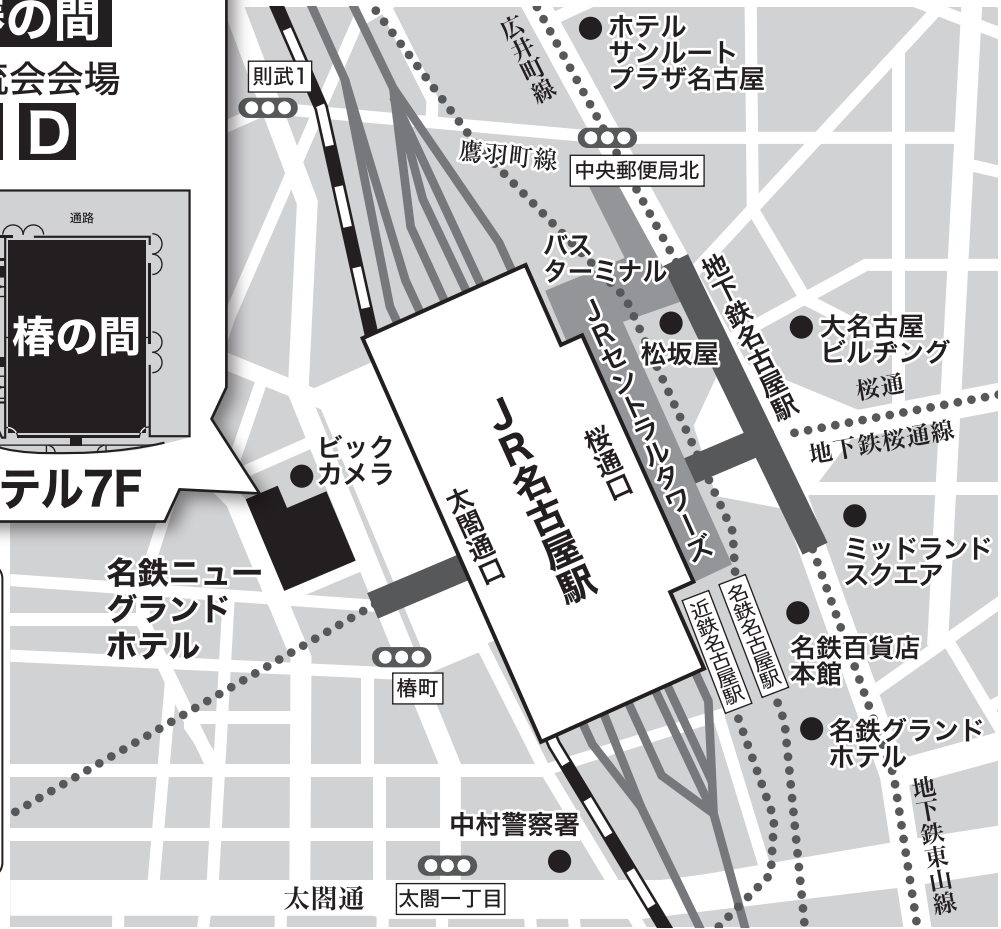 の間
流会会場
D
通路
椿の間
テル7F
則武1
広井町線
ホテル
サンルート
プラザ名古屋
鷹羽町線
中央郵便局北
バス
ターミナル
地下鉄名古屋駅
JRセントラルタワーズ
松坂屋
大名古屋
ビルヂング
桜通
地下鉄桜通線
ビック
カメラ
JR名古屋駅
桜通口
太閤通口
名鉄ニュー
グランド
ホテル
ミッドランド
スクエア
近鉄名古屋駅
名鉄名古屋駅
名鉄百貨店
本館
椿町
名鉄グランド
ホテル
地下鉄東山線
中村警察署
太閤通
太閤一丁目